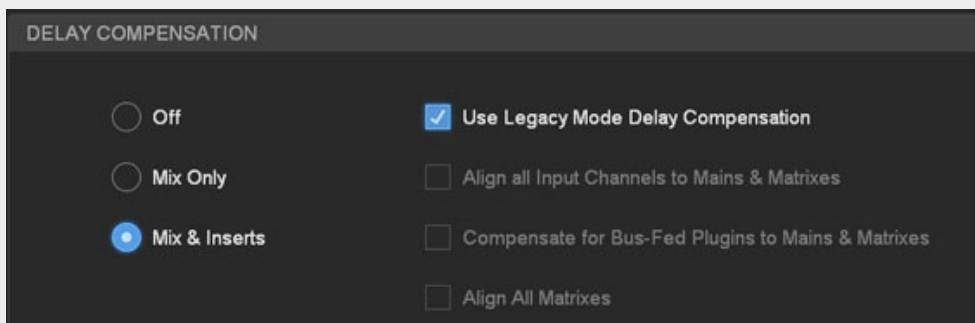 DELAY COMPENSATION
Off
Use Legacy Mode Delay Compensation
Mix Only
Align all Input Channels to Mains & Matrixes
Mix & Inserts
Compensate for Bus-Fed Plugins to Mains & Matrixes
Align All Matrixes